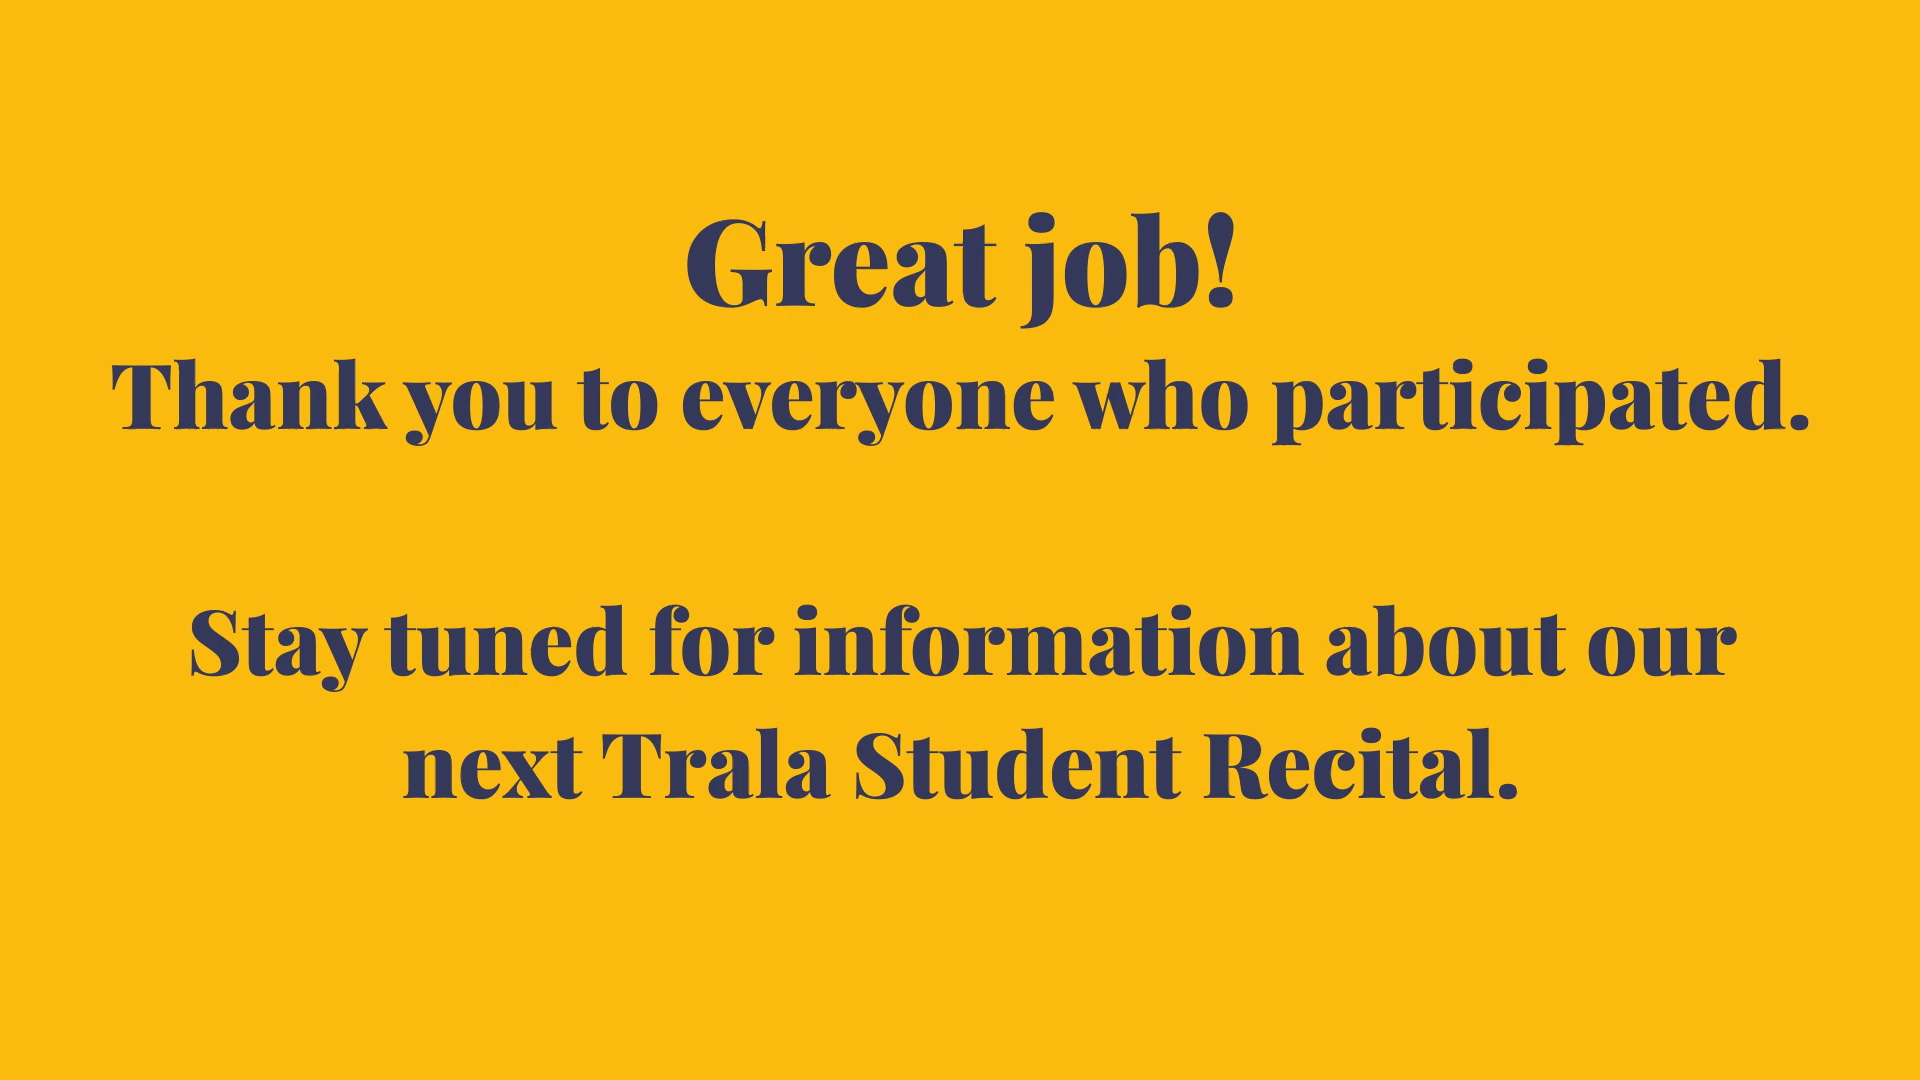 Great job!
Thank you to everyone who participated.
Stay tuned for information about our
next Trala Student Recital.